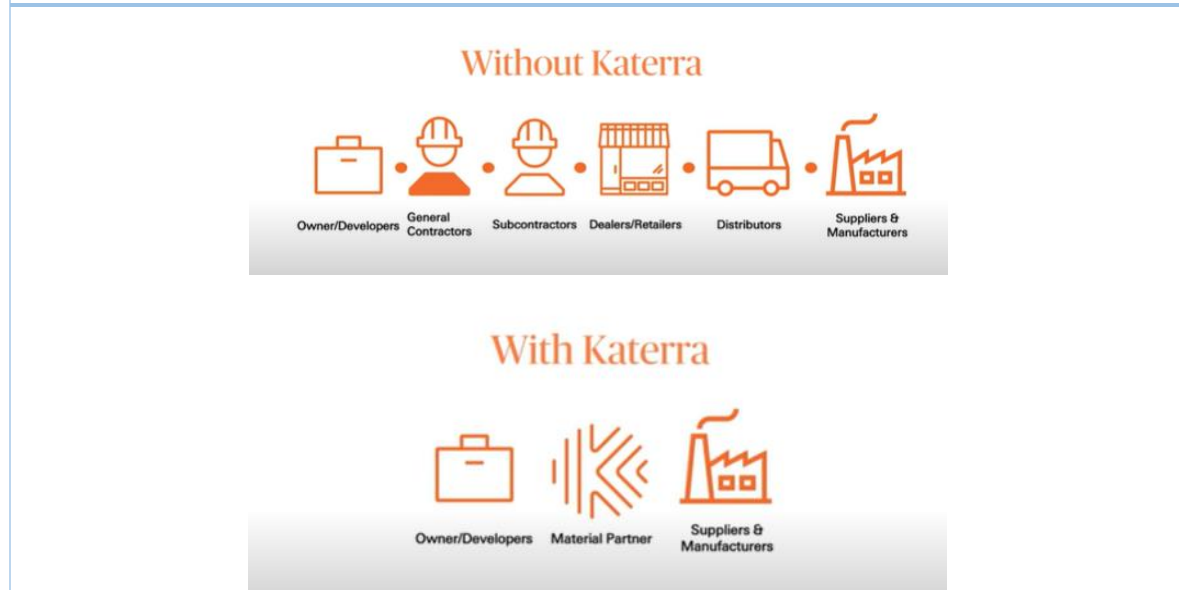 Without Katerra
Owner/Developers
General
Contractors
Subcontractors
Dealers/Retailers
Distributors
Suppliers &
Manufacturers
With Katerra
Owner/Developers
Material Partner
Suppliers &
Manufacturers